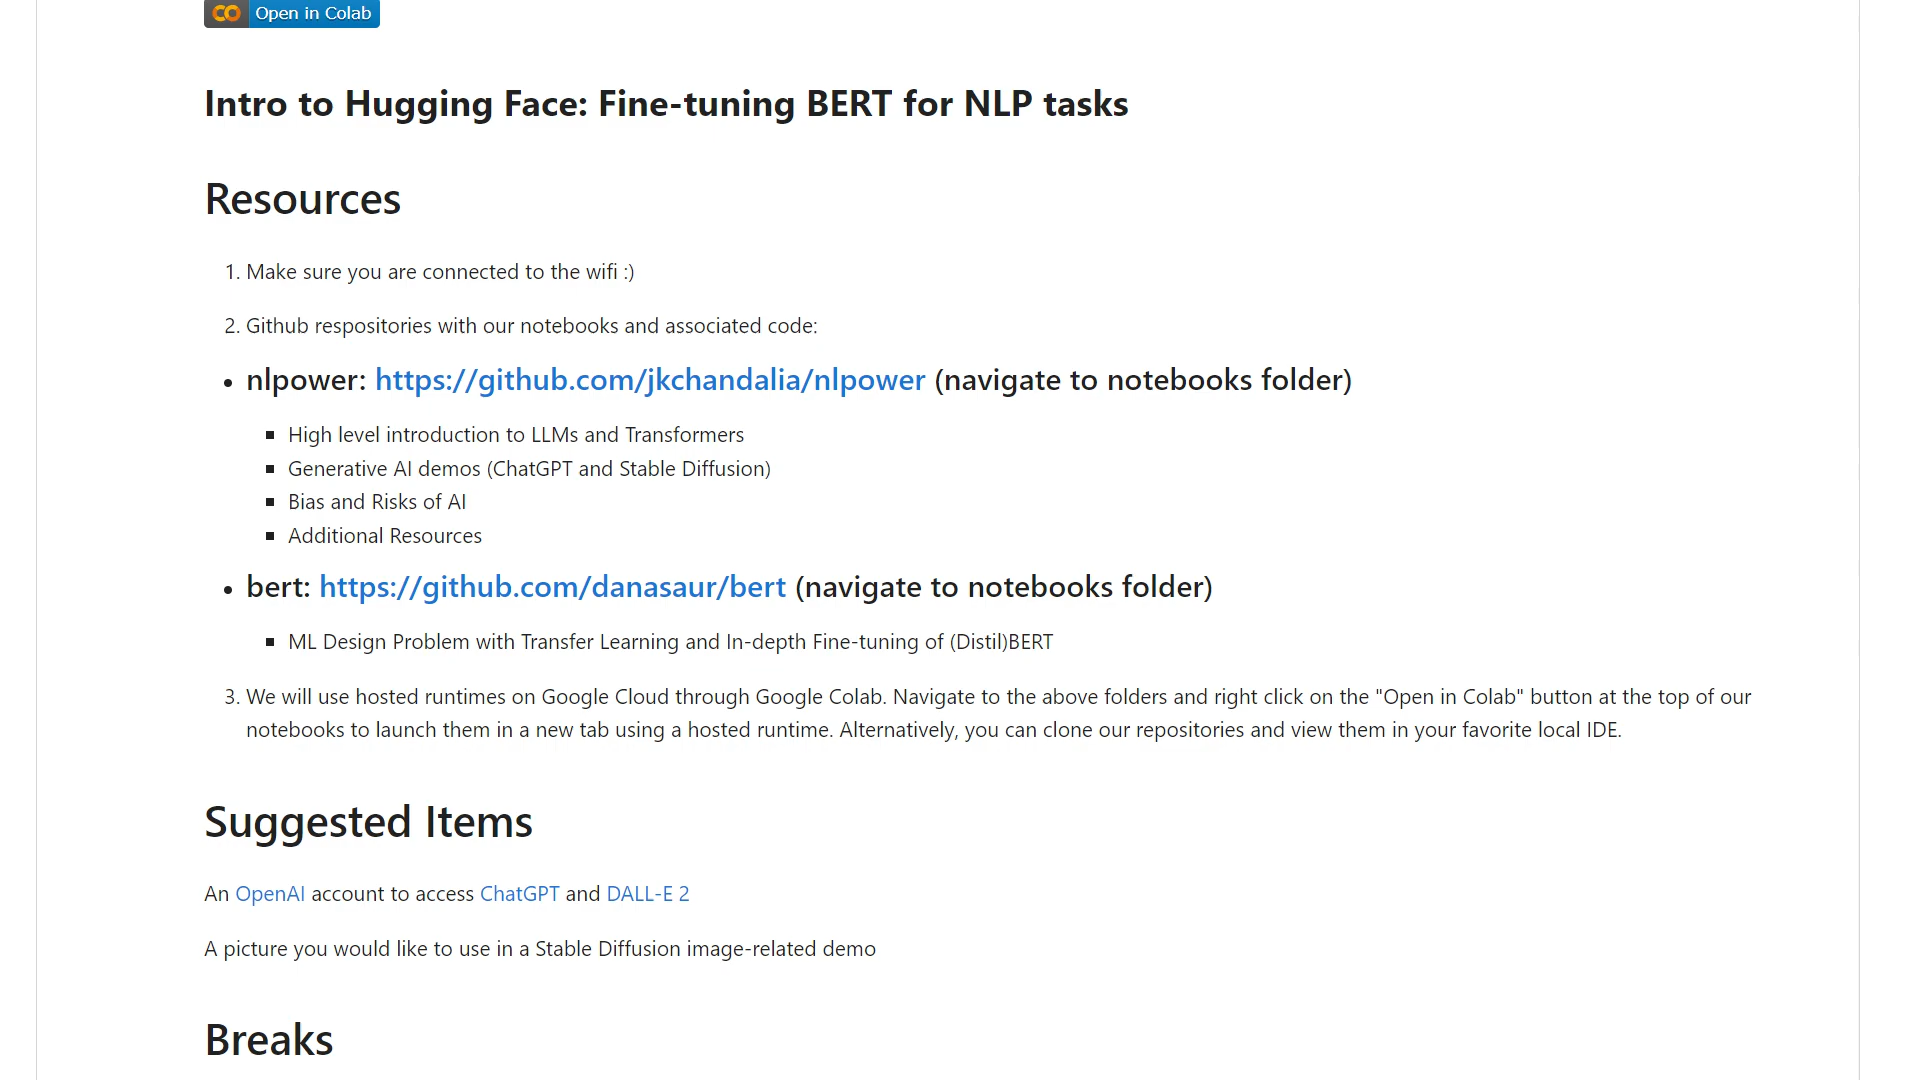 Open in Colab
Intro to Hugging Face: Fine-tuning BERT for NLP tasks
Resources
1. Make sure you are connected to the wifi :)
2. Github respositories with our notebooks and associated code:
• nlpower: https://github.com/jkchandalia/nlpower (navigate to notebooks folder)
▪ High level introduction to LLMs and Transformers
▪ Generative AI demos (ChatGPT and Stable Diffusion)
▪ Bias and Risks of AI
▪ Additional Resources
• bert: https://github.com/danasaur/bert (navigate to notebooks folder)
▪ ML Design Problem with Transfer Learning and In-depth Fine-tuning of (Distil)BERT
3. We will use hosted runtimes on Google Cloud through Google Colab. Navigate to the above folders and right click on the "Open in Colab" button at the top of our
notebooks to launch them in a new tab using a hosted runtime. Alternatively, you can clone our repositories and view them in your favorite local IDE.
Suggested Items
An OpenAI account to access ChatGPT and DALL-E 2
A picture you would like to use in a Stable Diffusion image-related demo
Breaks